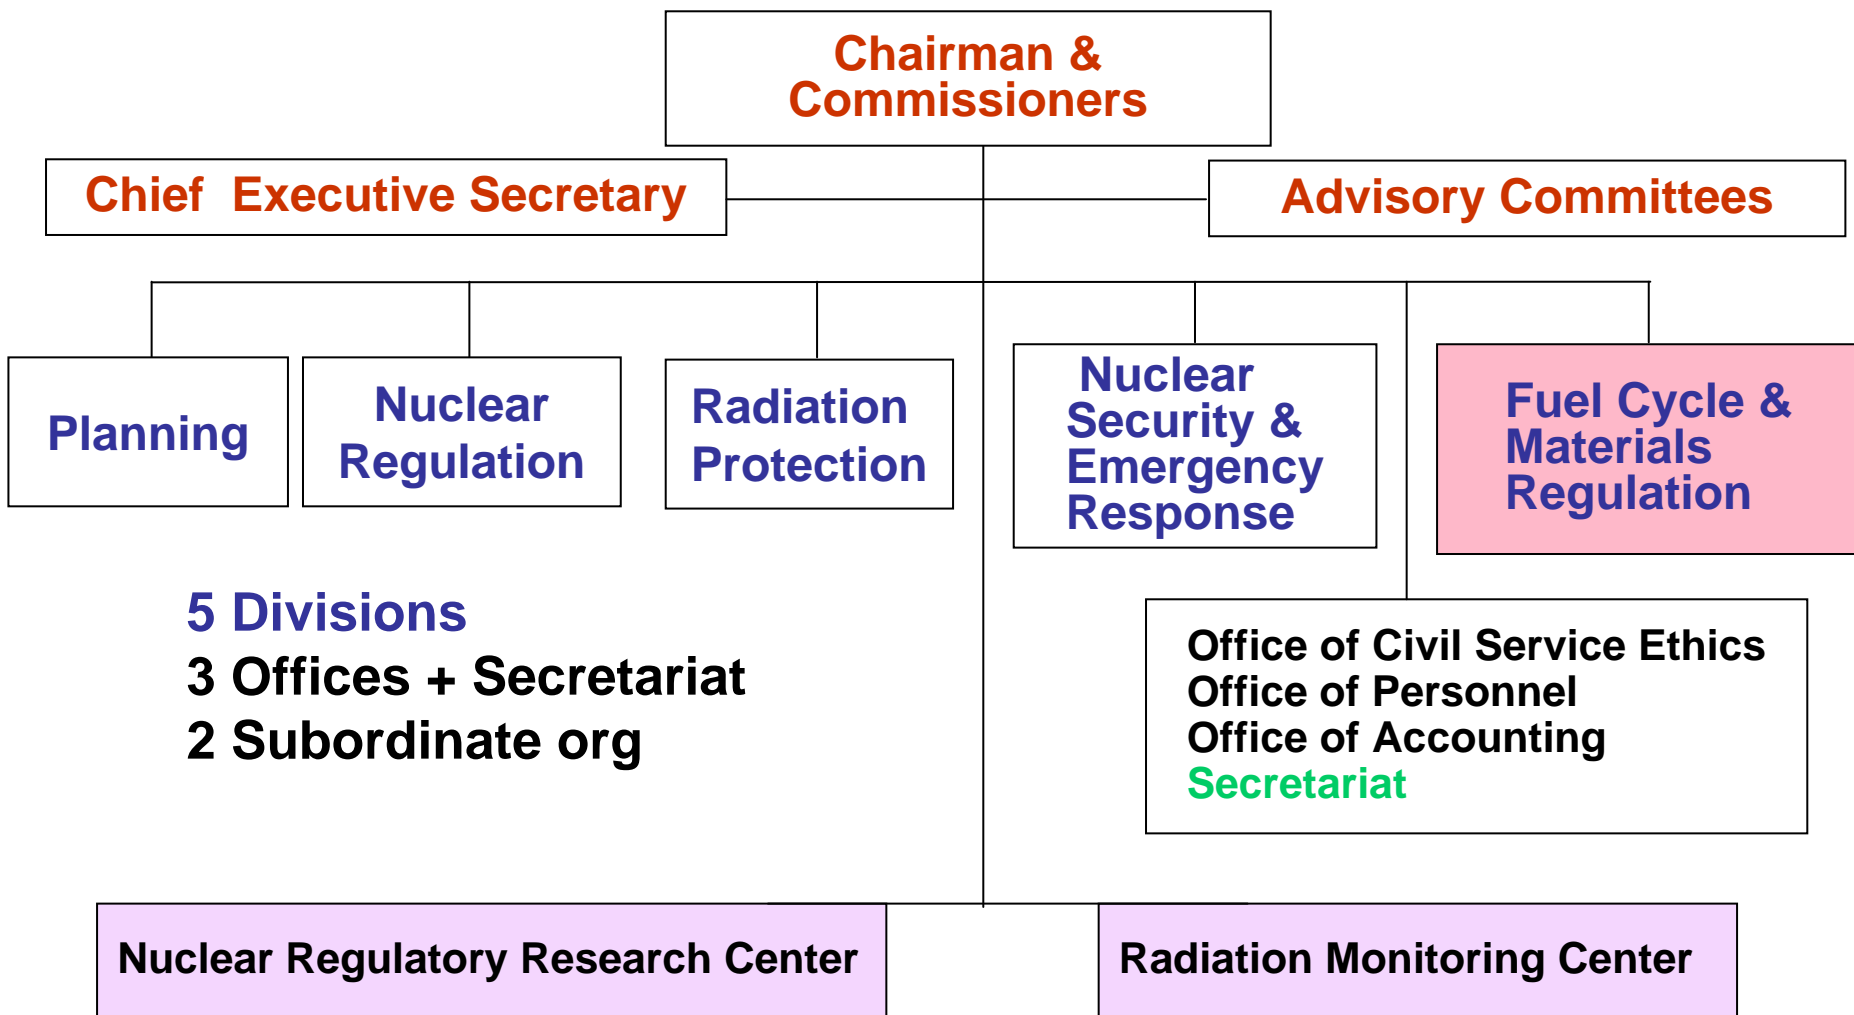 Chairman &
Commissioners
Chief Executive Secretary
Advisory Committees
Planning
Nuclear
Regulation
Radiation
Protection
Nuclear
Security &
Emergency
Response
Fuel Cycle &
Materials
Regulation
5 Divisions
3 Offices + Secretariat
2 Subordinate org
Office of Civil Service Ethics
Office of Personnel
Office of Accounting
Secretariat
Nuclear Regulatory Research Center
Radiation Monitoring Center